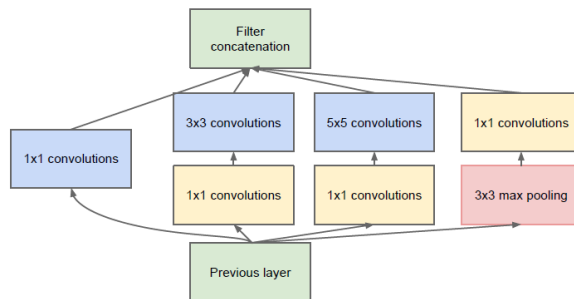 Filter
concatenation
3x3 convolutions
5x5 convolutions
1x1 convolutions
1x1 convolutions
1x1 convolutions
1x1 convolutions
3x3 max pooling
Previous layer